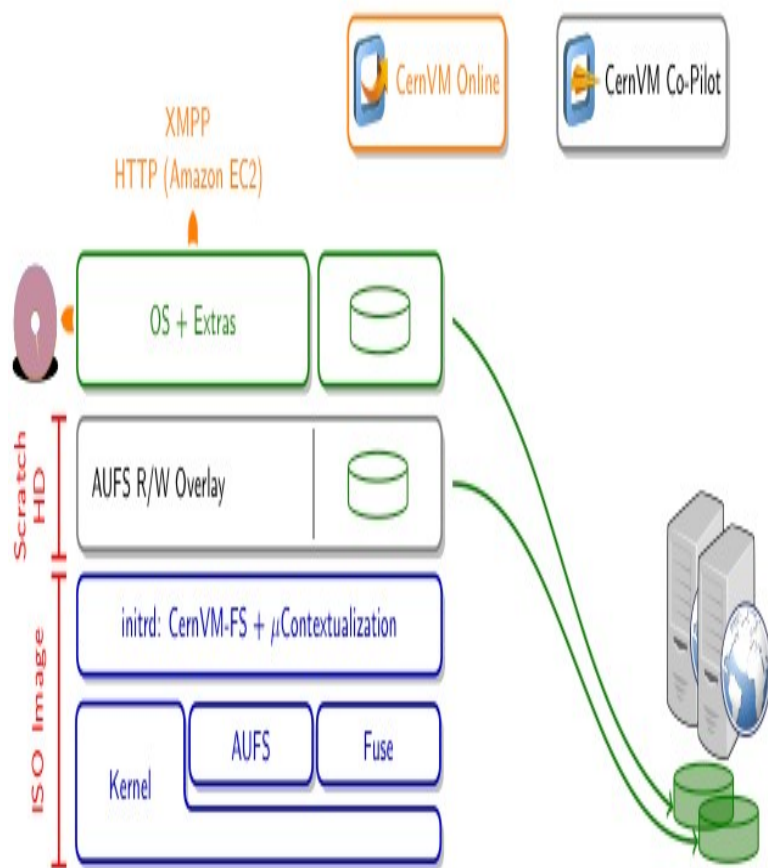 CernVM Online
CernVM Co-Pilot
XMPP
HTTP (Amazon EC2)
OS + Extras
Scratch
HD
AUFS R/W Overlay
ISO Image
initrd: CernVM-FS + μContextualization
Kernel
AUFS
Fuse